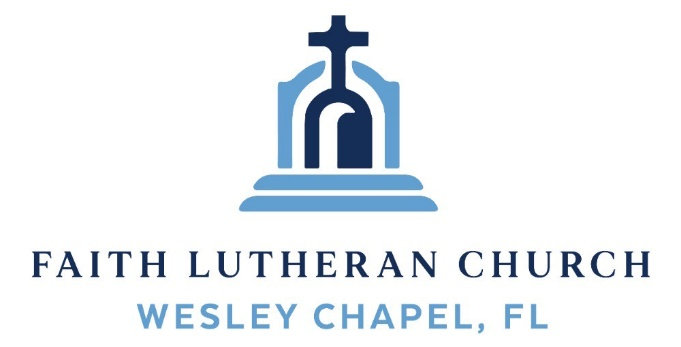 FAITH LUTHERAN CHURCH
WESLEY CHAPEL, FL